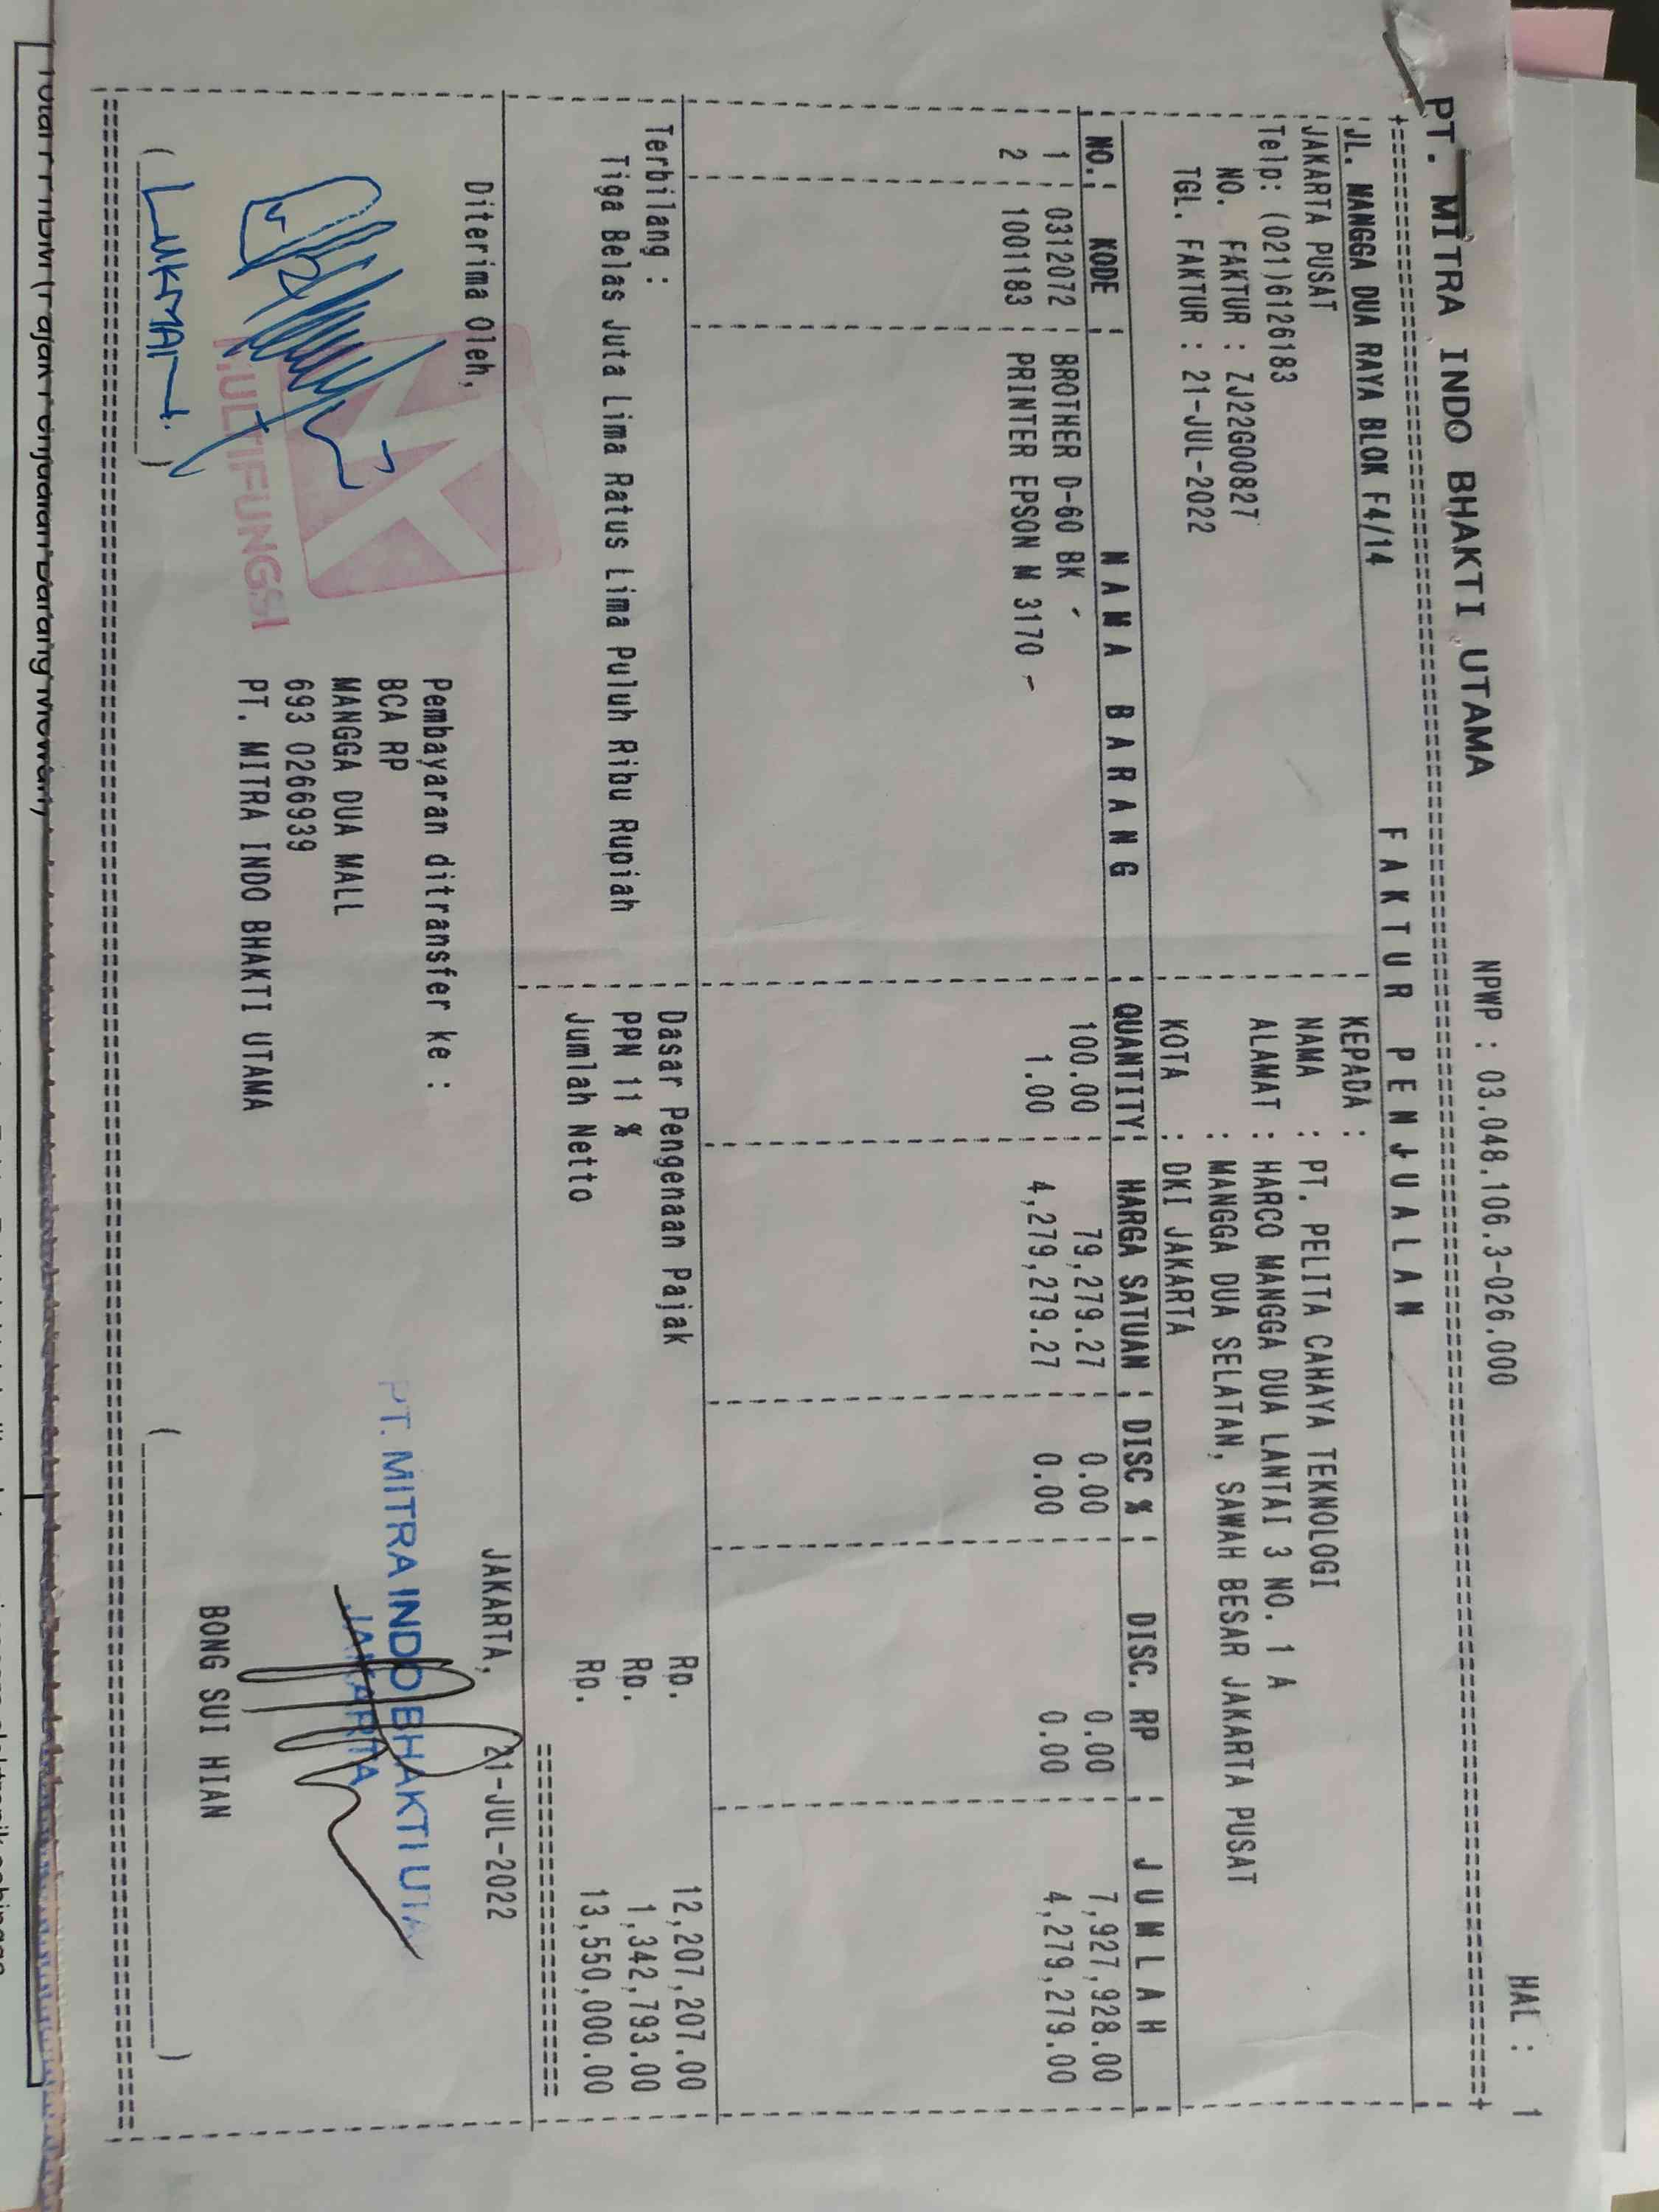 HAL : 1
PT. MITRA INDO BHAKTI UTAMA NPWP : 03.048.106.3-026.000
F A K T U R P E N J U A L A N
JL. MANGGA DUA RAYA BLOK F4/14
JAKARTA PUSAT
Telp: (021)6126183
NO. FAKTUR : ZJ22G00827
TGL. FAKTUR : 21-JUL-2022
KEPADA :
NAMA : PT. PELITA CAHAYA TEKNOLOGI
ALAMAT : HARCO MANGGA DUA LANTAI 3 NO. 1 A
: MANGGA DUA SELATAN, SAWAH BESAR JAKARTA PUSAT
KOTA : DKI JAKARTA
NO. KODE N A M A B A R A N G QUANTITY HARGA SATUAN DISC % DISC. RP J U M L A H
1 0312072 BROTHER D-60 BK 100.00 79,279.27 0.00 0.00 7,927,928.00
2 1001183 PRINTER EPSON M 3170 1.00 4,279,279.27 0.00 0.00 4,279,279.00
Terbilang :
Tiga Belas Juta Lima Ratus Lima Puluh Ribu Rupiah
Dasar Pengenaan Pajak Rp. 12,207,207.00
PPN 11 % Rp. 1,342,793.00
Jumlah Netto Rp. 13,550,000.00
Diterima Oleh,
MULTIFUNGSI
(LUKMAN)
Pembayaran ditransfer ke :
BCA RP
MANGGA DUA MALL
693 0266939
PT. MITRA INDO BHAKTI UTAMA
JAKARTA, 21-JUL-2022
PT. MITRA INDO BHAKTI UTA
JAKARTA
BONG SUI HIAN